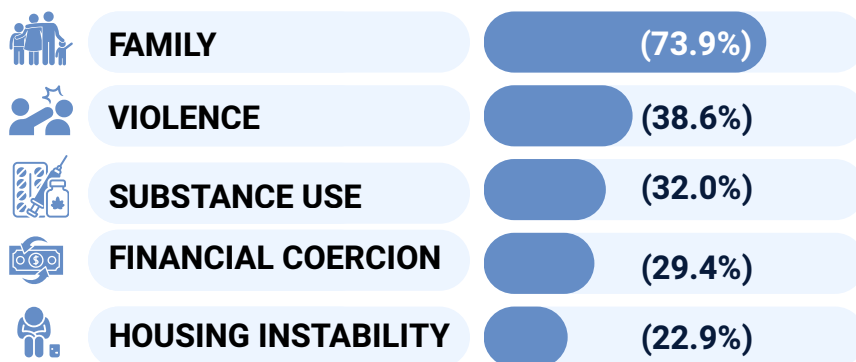 FAMILY (73.9%)
VIOLENCE (38.6%)
SUBSTANCE USE (32.0%)
FINANCIAL COERCION (29.4%)
HOUSING INSTABILITY (22.9%)